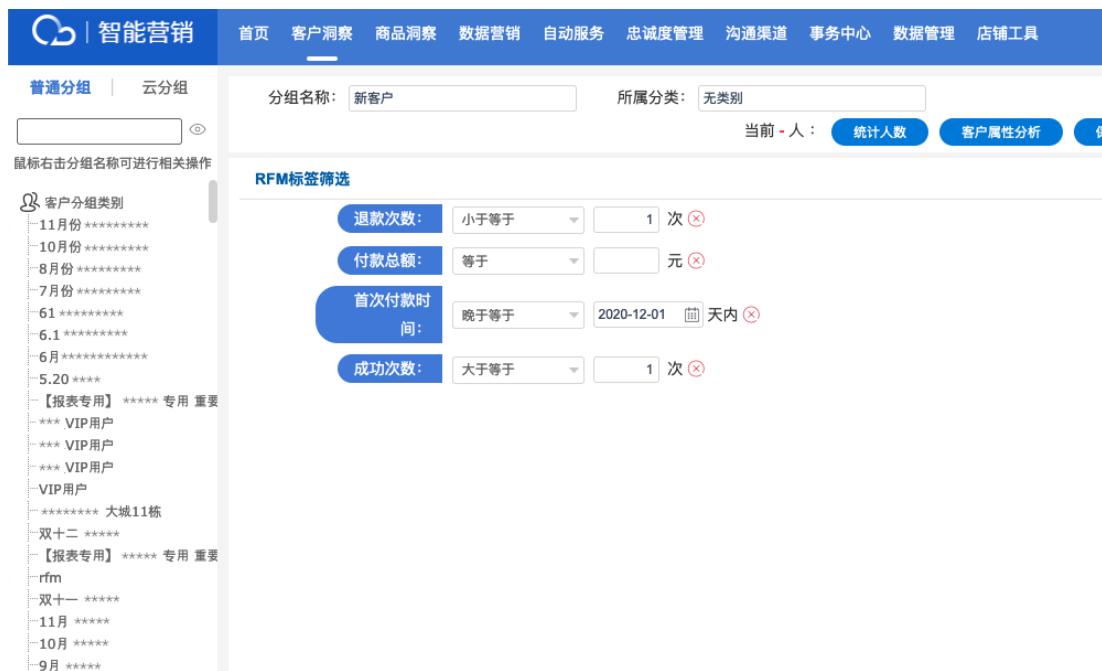 智能营销
首页 客户洞察 商品洞察 数据营销 自动服务 忠诚度管理 沟通渠道 事务中心 数据管理 店铺工具
普通分组 云分组
分组名称： 新客户 所属分类： 无类别
当前 - 人 ： 统计人数 客户属性分析
鼠标右击分组名称可进行相关操作
RFM标签筛选
退款次数： 小于等于 1 次
付款总额： 等于 元
首次付款时
间： 晚于等于 2020-12-01 天内
成功次数： 大于等于 1 次
客户分组类别
11月份 *********
10月份 *********
8月份 *********
7月份 *********
61 *********
6.1 *********
6月************
5.20 ****
【报表专用】 ***** 专用 重要
*** VIP用户
*** VIP用户
*** VIP用户
VIP用户
******** 大城11栋
双十二 *****
【报表专用】 ***** 专用 重要
rfm
双十一 *****
11月 *****
10月 *****
9月 *****